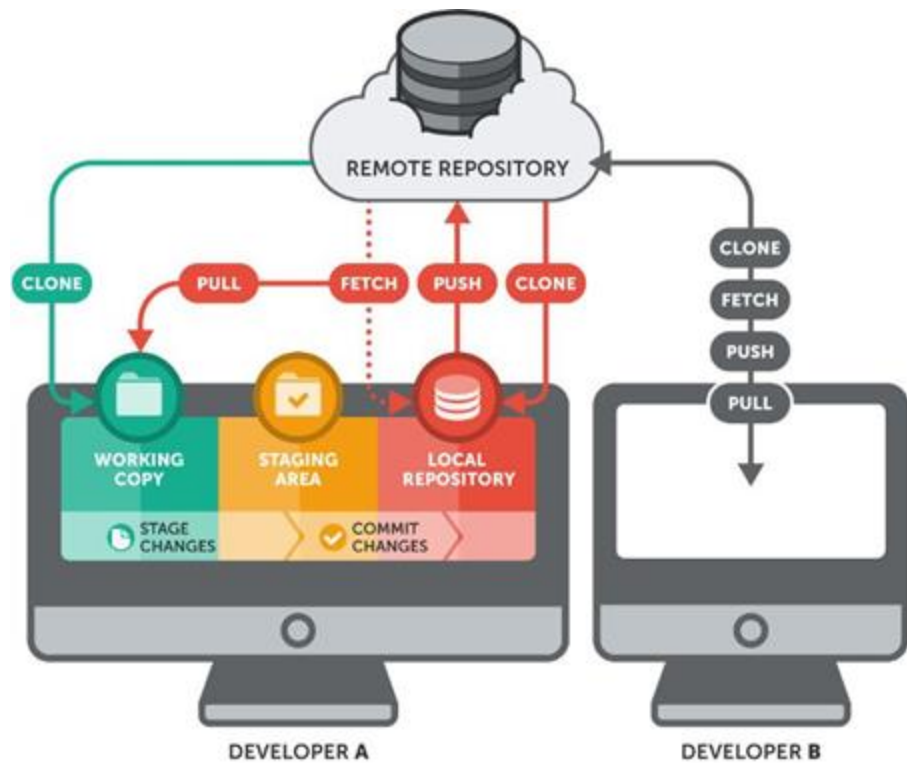 REMOTE REPOSITORY
CLONE
PULL
FETCH
PUSH
CLONE
CLONE
FETCH
PUSH
PULL
WORKING
COPY
STAGING
AREA
LOCAL
REPOSITORY
STAGE
CHANGES
COMMIT
CHANGES
DEVELOPER A
DEVELOPER B